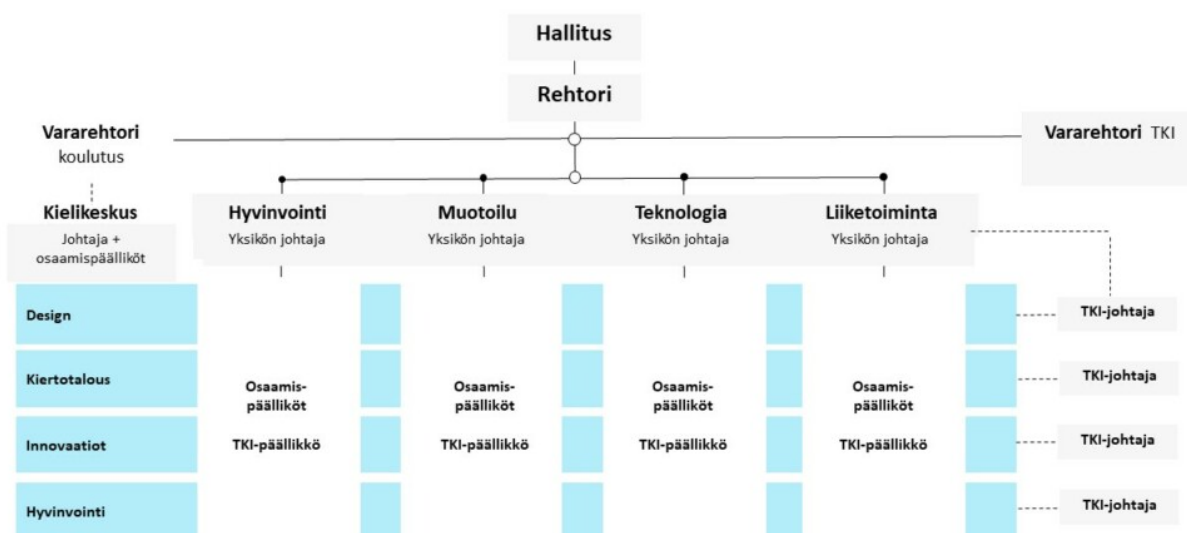 Hallitus
Rehtori
Vararehtori
koulutus
Vararehtori TKI
Kielikeskus
Johtaja +
osaamispäälliköt
Hyvinvointi
Yksikön johtaja
Muotoilu
Yksikön johtaja
Teknologia
Yksikön johtaja
Liiketoiminta
Yksikön johtaja
Design
TKI-johtaja
Kiertotalous
Osaamis-
päälliköt
Osaamis-
päälliköt
Osaamis-
päälliköt
Osaamis-
päälliköt
TKI-johtaja
Innovaatiot
TKI-päällikkö
TKI-päällikkö
TKI-päällikkö
TKI-päällikkö
TKI-johtaja
Hyvinvointi
TKI-johtaja